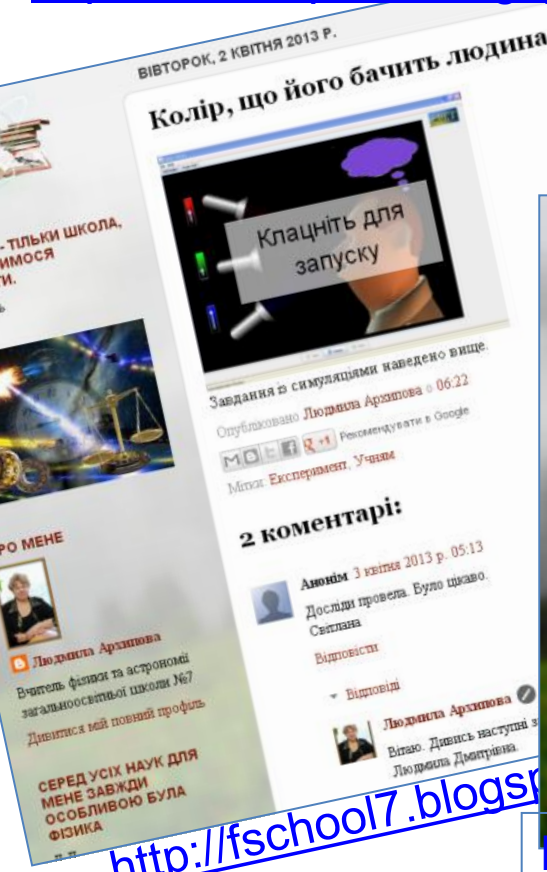 ВІВТОРОК, 2 КВІТНЯ 2013 Р.
Колір, що його бачить людина
Клацніть для
запуску
Завдання із симуляціями наведено вище.
Опубліковано Людмила Архипова о 06:22
Рекомендувати в Google
Мітки: Експеримент, Учням
2 коментарі:
Анонім 3 квітня 2013 р. 05:13
Досліди провела. Було цікаво.
Світлана
Відповісти
Відповіді
Людмила Архипова
Вітаю. Дивись наступні з
Людмила Дмитрівна.
- ТІЛЬКИ ШКОЛА,
ИМОСЯ
ТИ.
РО МЕНЕ
Людмила Архипова
Вчитель фізики та астрономії
загальноосвітньої школи №7
Дивитися мій повний профіль
СЕРЕД УСІХ НАУК ДЛЯ
МЕНЕ ЗАВЖДИ
ОСОБЛИВОЮ БУЛА
ФІЗИКА
http://fschool7.blogsp